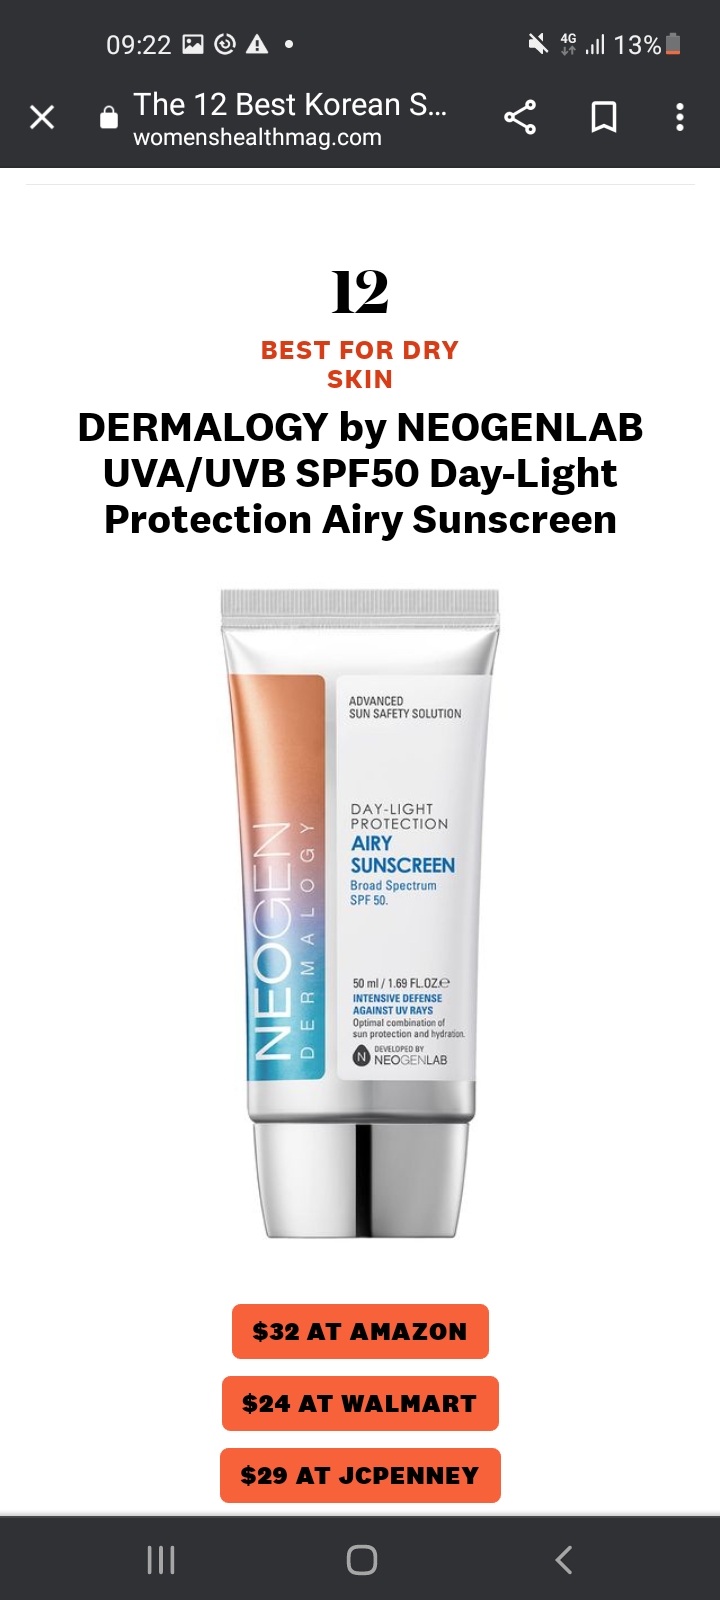 09:22
4G
13%
The 12 Best Korean S...
womenshealthmag.com
12
BEST FOR DRY
SKIN
DERMALOGY by NEOGENLAB
UVA/UVB SPF50 Day-Light
Protection Airy Sunscreen
NEOGEN
DERMALOGY
ADVANCED
SUN SAFETY SOLUTION
DAY-LIGHT
PROTECTION
AIRY
SUNSCREEN
Broad Spectrum
SPF 50.
50 ml / 1.69 FL.OZ.℮
INTENSIVE DEFENSE
AGAINST UV RAYS
Optimal combination of
sun protection and hydration.
N
DEVELOPED BY
NEOGENLAB
$32 AT AMAZON
$24 AT WALMART
$29 AT JCPENNEY